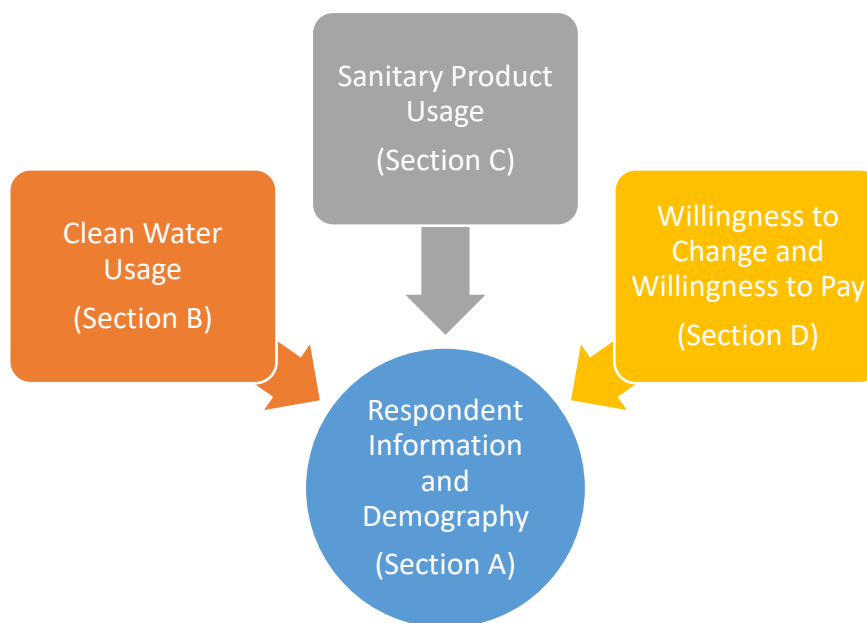 Sanitary Product
Usage
(Section C)
Clean Water
Usage
(Section B)
Willingness to
Change and
Willingness to Pay
(Section D)
Respondent
Information
and
Demography
(Section A)